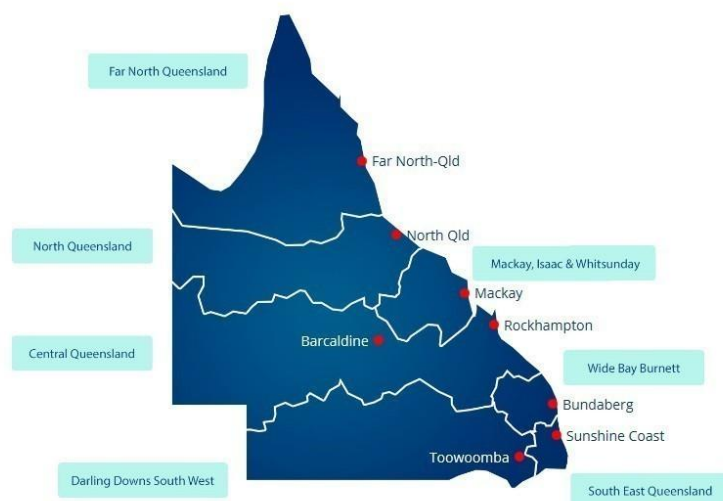 Far North Queensland
Far North-Qld
North Queensland
North Qld
Mackay, Isaac & Whitsunday
Mackay
Rockhampton
Central Queensland
Barcaldine
Wide Bay Burnett
Bundaberg
Sunshine Coast
Toowoomba
Darling Downs South West
South East Queensland